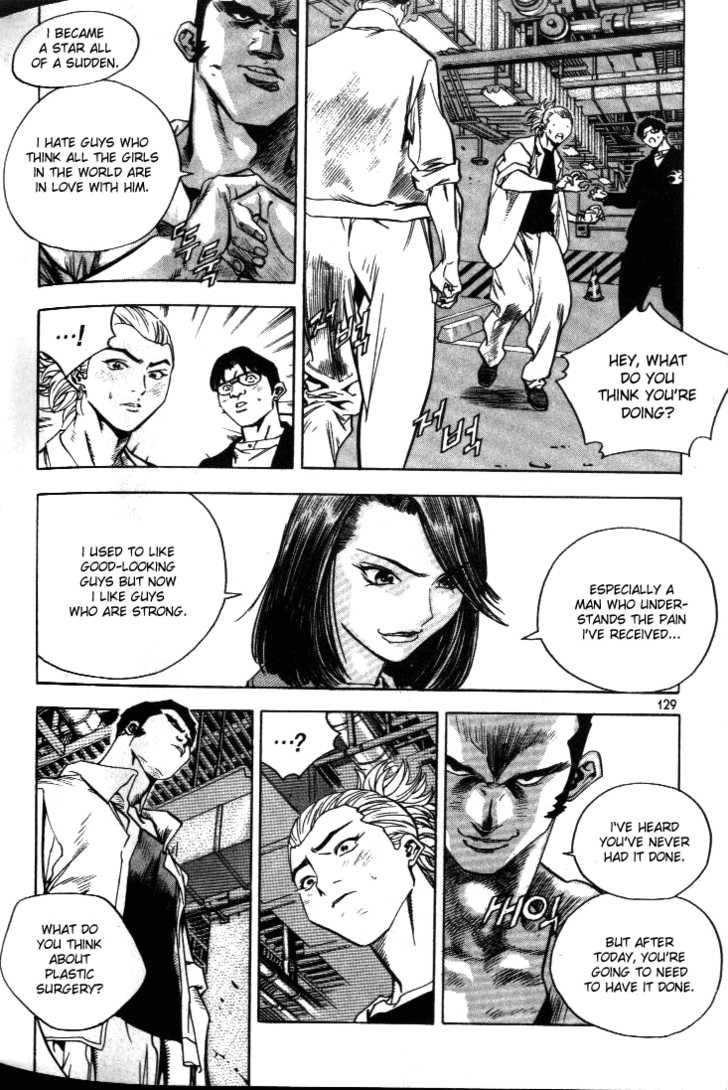 I BECAME
A STAR ALL
OF A SUDDEN.
I HATE GUYS WHO
THINK ALL THE GIRLS
IN THE WORLD ARE
IN LOVE WITH HIM.
저벅
저벅
HEY, WHAT
DO YOU
THINK YOU'RE
DOING?
...!
I USED TO LIKE
GOOD-LOOKING
GUYS BUT NOW
I LIKE GUYS
WHO ARE STRONG.
ESPECIALLY A
MAN WHO UNDER-
STANDS THE PAIN
I'VE RECEIVED...
129
WHAT DO
YOU THINK
ABOUT
PLASTIC
SURGERY?
...?
I'VE HEARD
YOU'VE NEVER
HAD IT DONE.
BUT AFTER
TODAY, YOU'RE
GOING TO NEED
TO HAVE IT DONE.